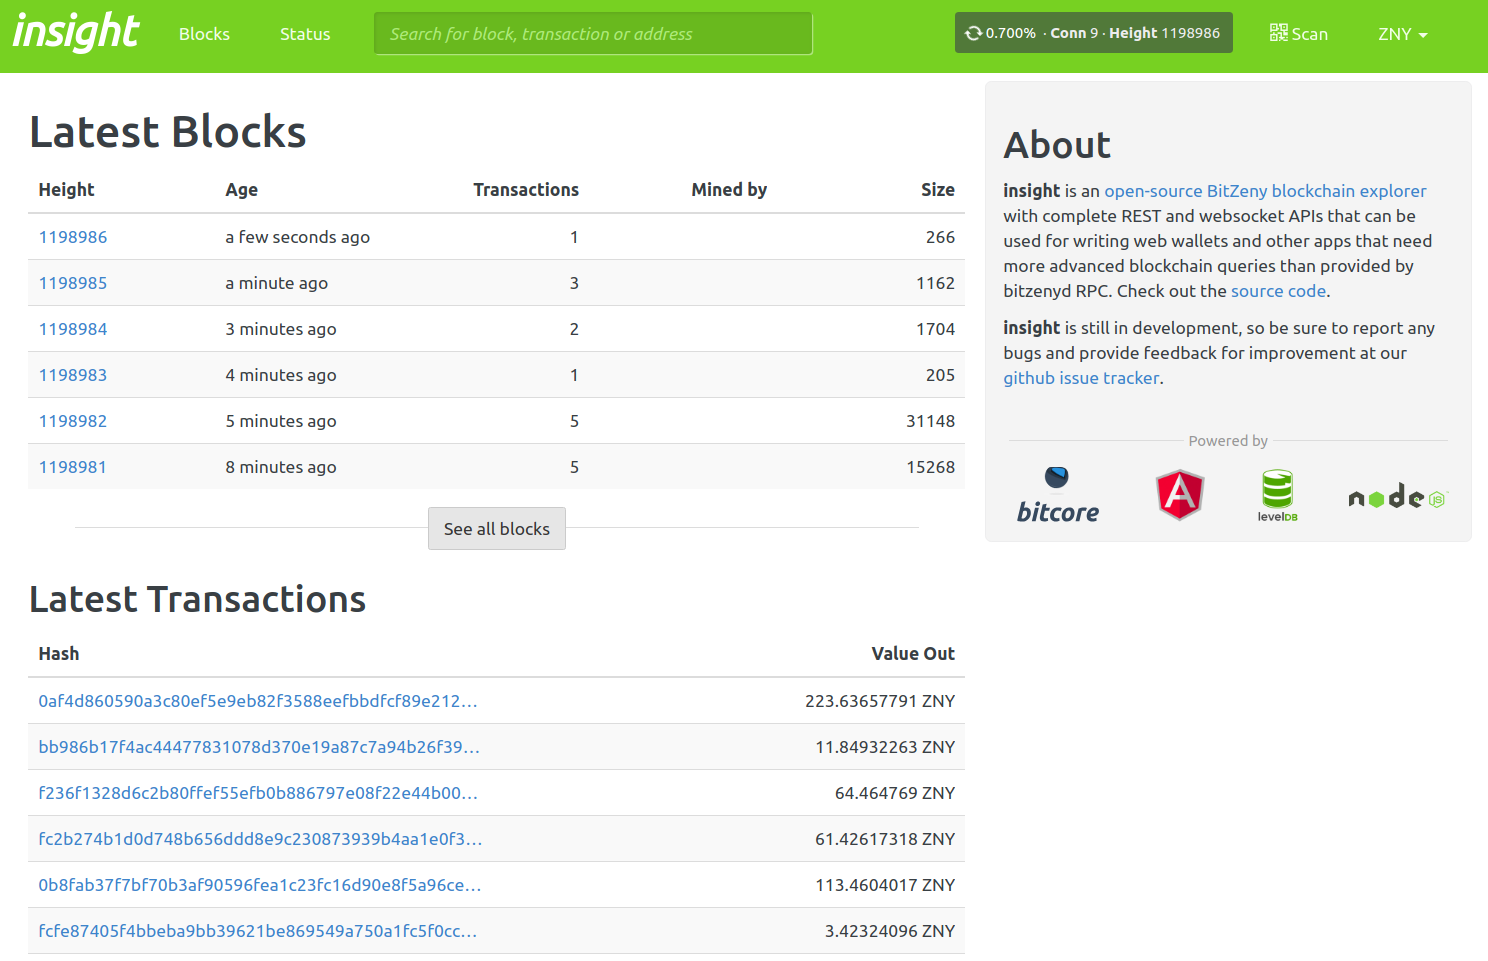 insight Blocks Status Search for block, transaction or address 0.700% · Conn 9 · Height 1198986 Scan ZNY
Latest Blocks
Height Age Transactions Mined by Size
1198986 a few seconds ago 1 266
1198985 a minute ago 3 1162
1198984 3 minutes ago 2 1704
1198983 4 minutes ago 1 205
1198982 5 minutes ago 5 31148
1198981 8 minutes ago 5 15268
See all blocks
Latest Transactions
Hash Value Out
0af4d860590a3c80ef5e9eb82f3588eefbbdfcf89e212... 223.63657791 ZNY
bb986b17f4ac44477831078d370e19a87c7a94b26f39... 11.84932263 ZNY
f236f1328d6c2b80ffef55efb0b886797e08f22e44b00... 64.464769 ZNY
fc2b274b1d0d748b656ddd8e9c230873939b4aa1e0f3... 61.42617318 ZNY
0b8fab37f7bf70b3af90596fea1c23fc16d90e8f5a96ce... 113.4604017 ZNY
fcfe87405f4bbeba9bb39621be869549a750a1fc5f0cc... 3.42324096 ZNY
About
insight is an open-source BitZeny blockchain explorer
with complete REST and websocket APIs that can be
used for writing web wallets and other apps that need
more advanced blockchain queries than provided by
bitzenyd RPC. Check out the source code.
insight is still in development, so be sure to report any
bugs and provide feedback for improvement at our
github issue tracker.
Powered by
bitcore A levelDB node JS